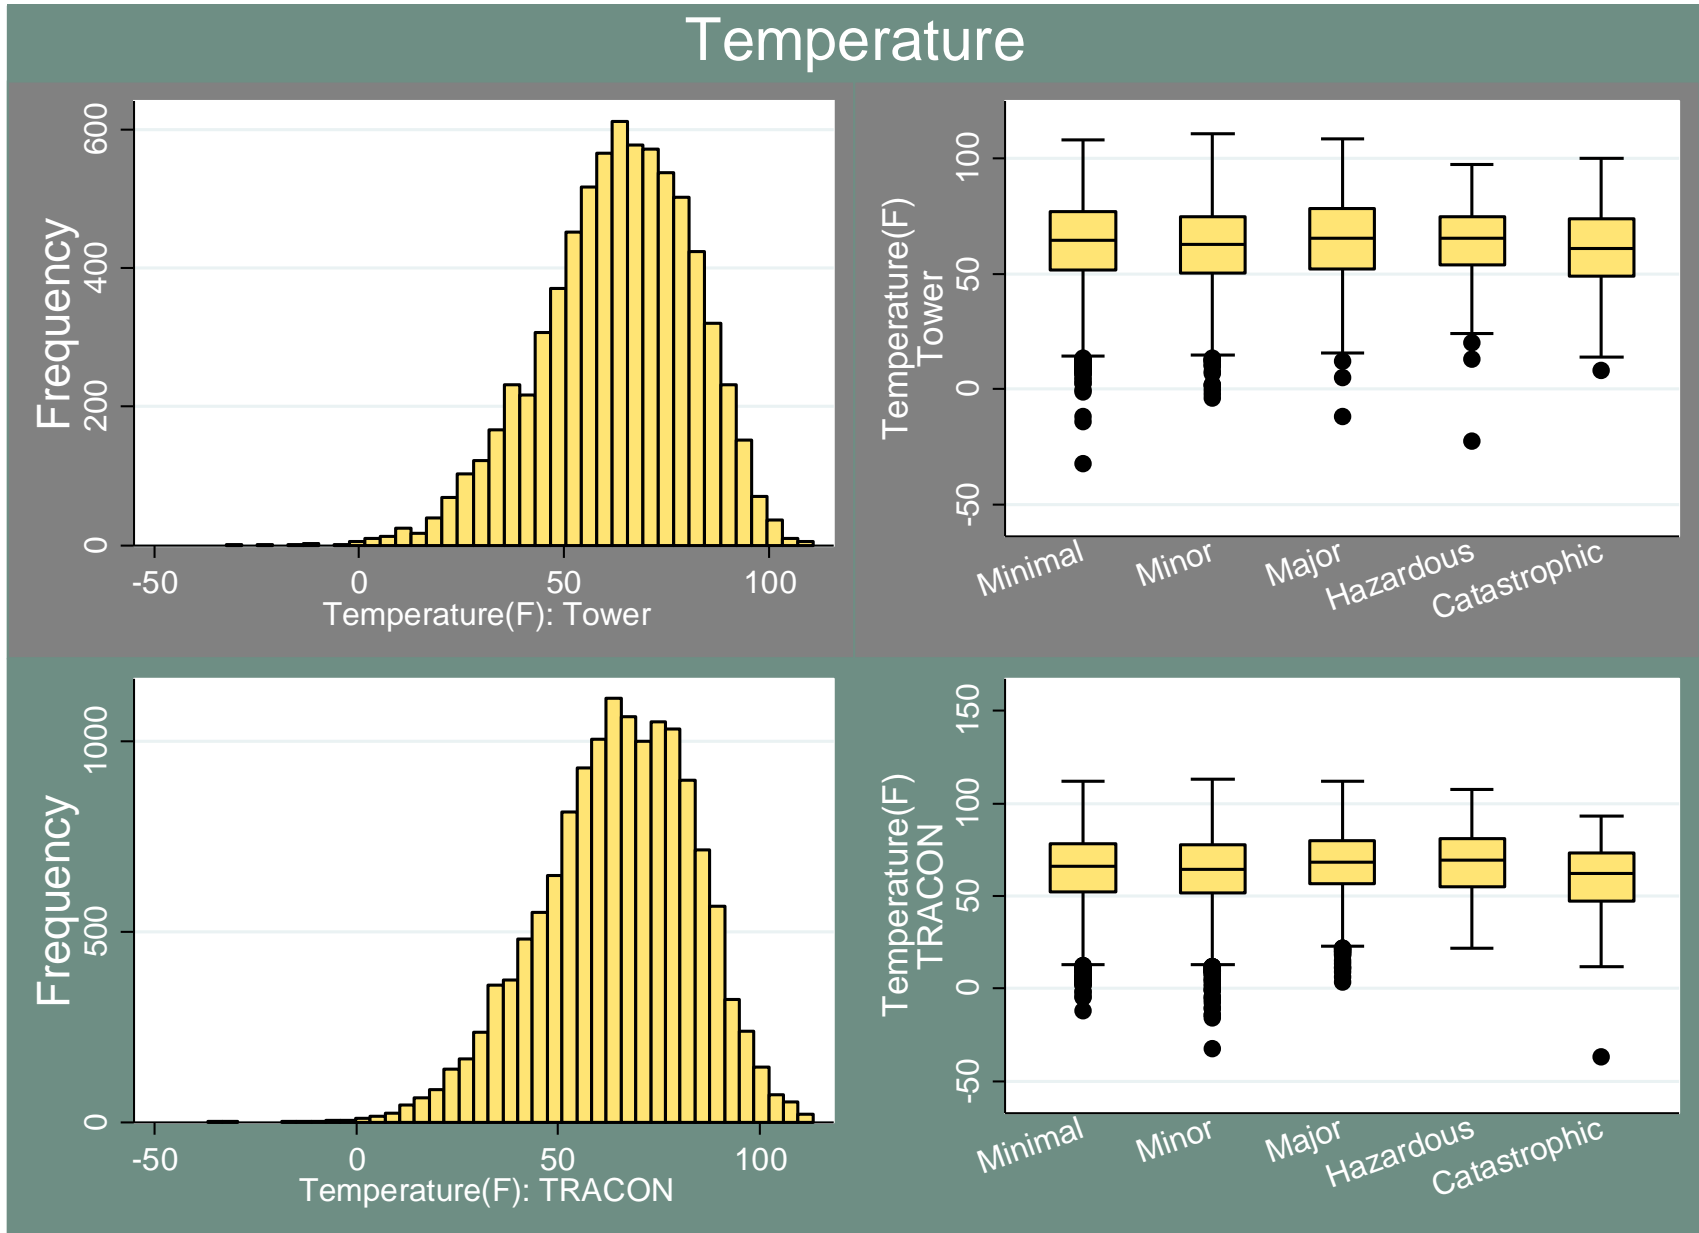 Temperature
Frequency
0
200
400
600
-50
0
50
100
Temperature(F): Tower
Temperature(F)
Tower
-50
0
50
100
Minimal
Minor
Major
Hazardous
Catastrophic
Frequency
0
500
1000
-50
0
50
100
Temperature(F): TRACON
Temperature(F)
TRACON
-50
0
50
100
150
Minimal
Minor
Major
Hazardous
Catastrophic